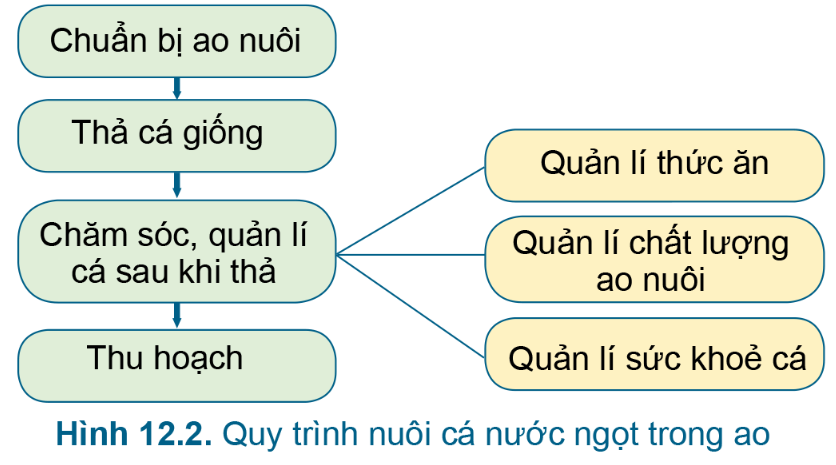 Chuẩn bị ao nuôi
Thả cá giống
Chăm sóc, quản lí
cá sau khi thả
Thu hoạch
Quản lí thức ăn
Quản lí chất lượng
ao nuôi
Quản lí sức khoẻ cá
Hình 12.2. Quy trình nuôi cá nước ngọt trong ao